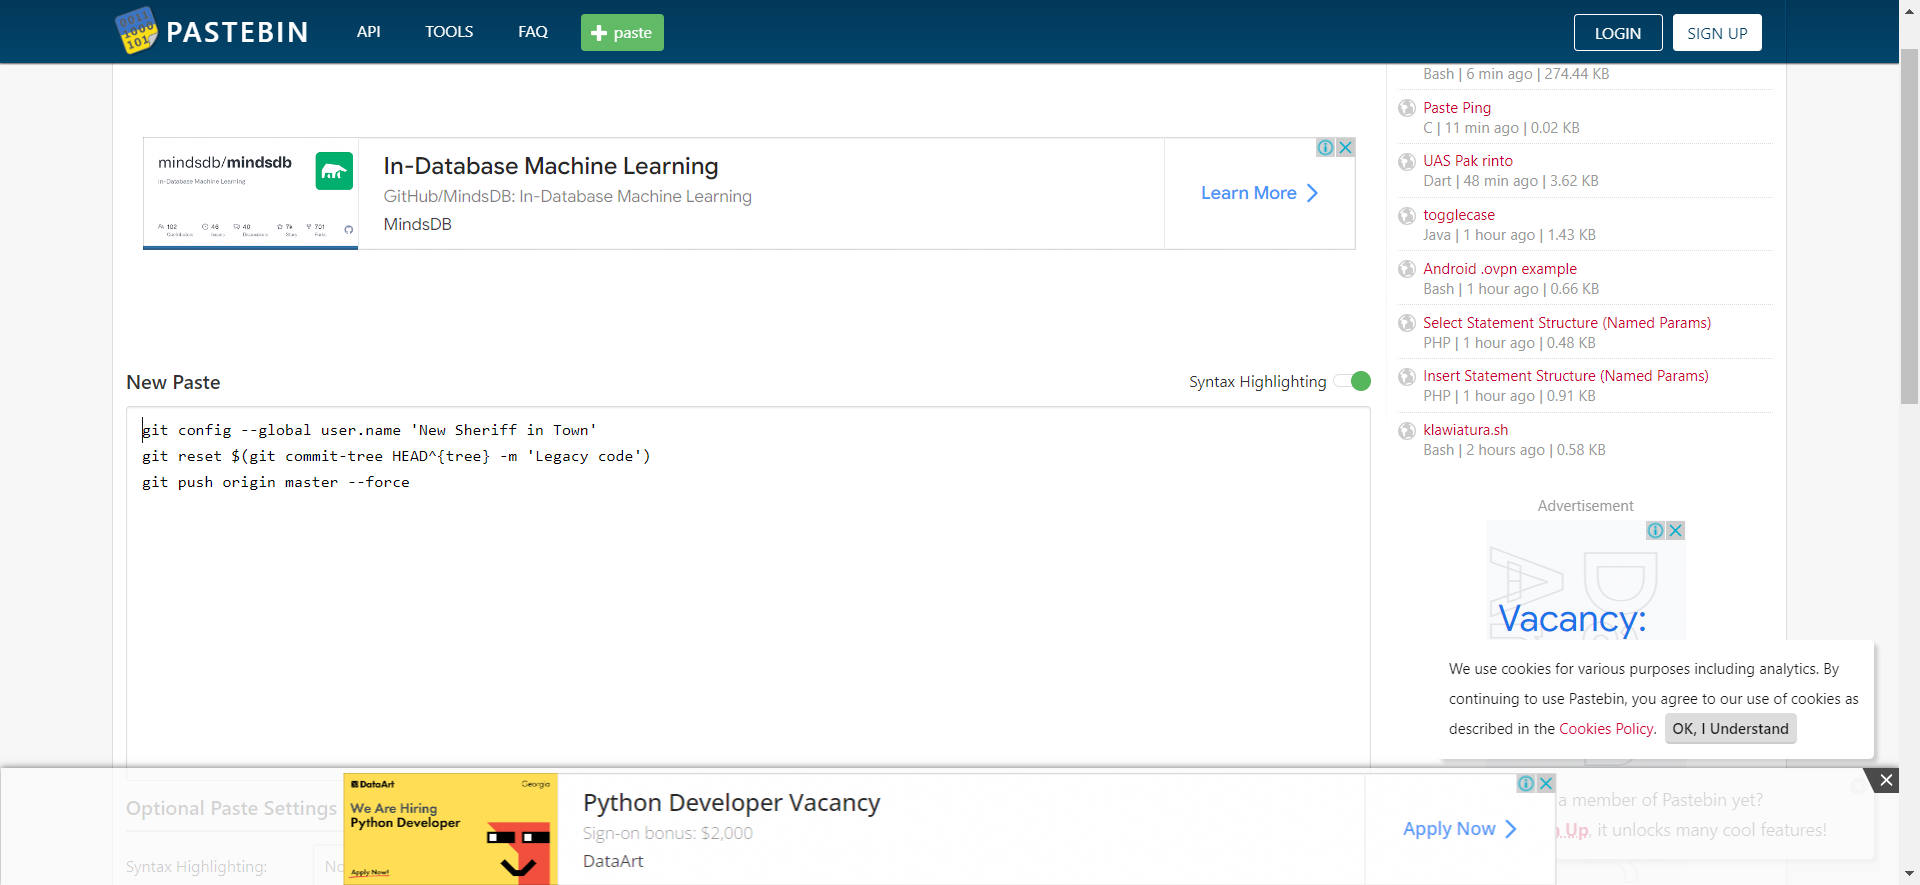 PASTEBIN
API
TOOLS
FAQ
paste
LOGIN
SIGN UP
Bash | 6 min ago | 274.44 KB
Paste Ping
C | 11 min ago | 0.02 KB
UAS Pak rinto
Dart | 48 min ago | 3.62 KB
togglecase
Java | 1 hour ago | 1.43 KB
Android .ovpn example
Bash | 1 hour ago | 0.66 KB
Select Statement Structure (Named Params)
PHP | 1 hour ago | 0.48 KB
Insert Statement Structure (Named Params)
PHP | 1 hour ago | 0.91 KB
klawiatura.sh
Bash | 2 hours ago | 0.58 KB
mindsdb/mindsdb
In-Database Machine Learning
102
Contributors
46
Issues
40
Discussions
7k
Stars
701
Forks
In-Database Machine Learning
GitHub/MindsDB: In-Database Machine Learning
MindsDB
Learn More
New Paste
Syntax Highlighting
git config --global user.name 'New Sheriff in Town'
git reset $(git commit-tree HEAD^{tree} -m 'Legacy code')
git push origin master --force
Advertisement
Vacancy:
We use cookies for various purposes including analytics. By
continuing to use Pastebin, you agree to our use of cookies as
described in the Cookies Policy. OK, I Understand
Optional Paste Settings
Syntax Highlighting:
DataArt
Georgia
We Are Hiring
Python Developer
Apply Now!
Python Developer Vacancy
Sign-on bonus: $2,000
DataArt
Apply Now
a member of Pastebin yet?
Up, it unlocks many cool features!